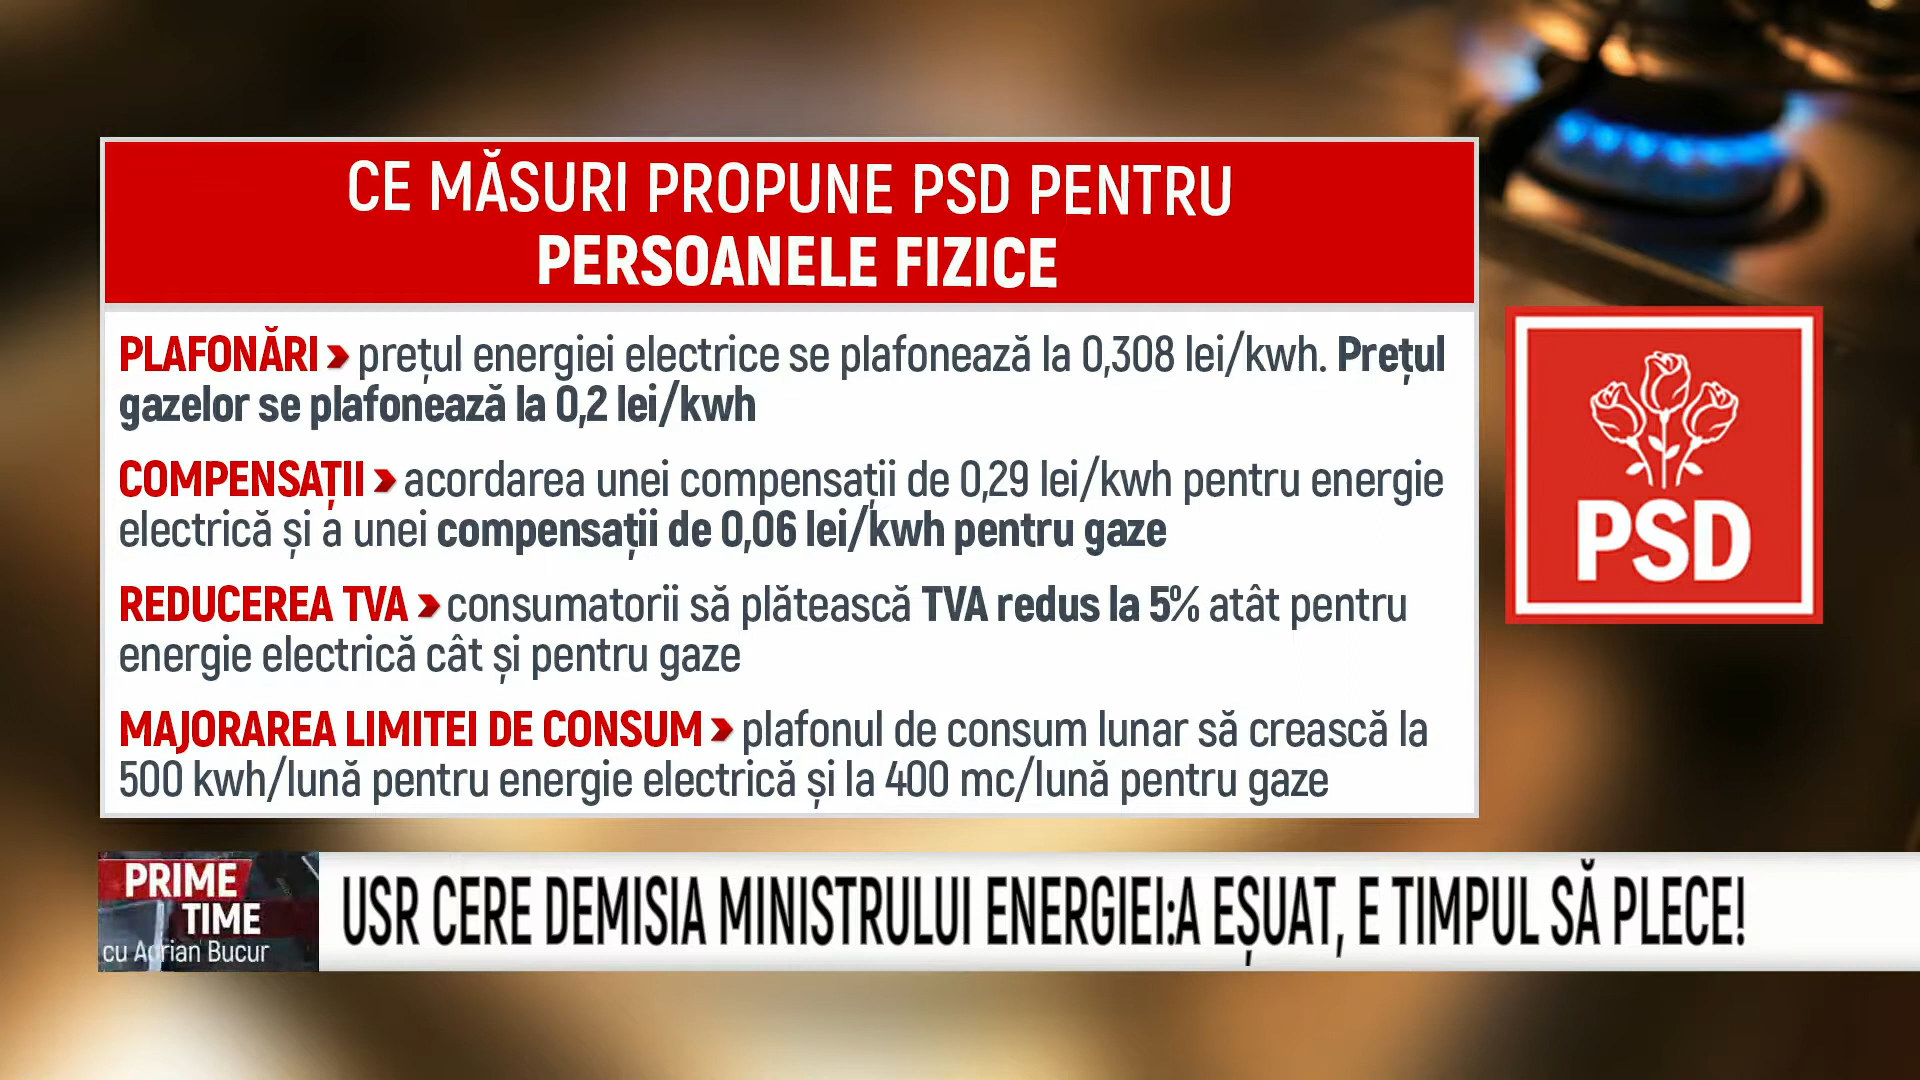 CE MĂSURI PROPUNE PSD PENTRU
PERSOANELE FIZICE
PLAFONĂRI prețul energiei electrice se plafonează la 0,308 lei/kwh. Prețul
gazelor se plafonează la 0,2 lei/kwh
COMPENSAȚII acordarea unei compensații de 0,29 lei/kwh pentru energie
electrică și a unei compensații de 0,06 lei/kwh pentru gaze
REDUCEREA TVA consumatorii să plătească TVA redus la 5% atât pentru
energie electrică cât și pentru gaze
MAJORAREA LIMITEI DE CONSUM plafonul de consum lunar să crească la
500 kwh/lună pentru energie electrică și la 400 mc/lună pentru gaze
PSD
PRIME
TIME
cu Adrian Bucur
USR CERE DEMISIA MINISTRULUI ENERGIEI:A EȘUAT, E TIMPUL SĂ PLECE!